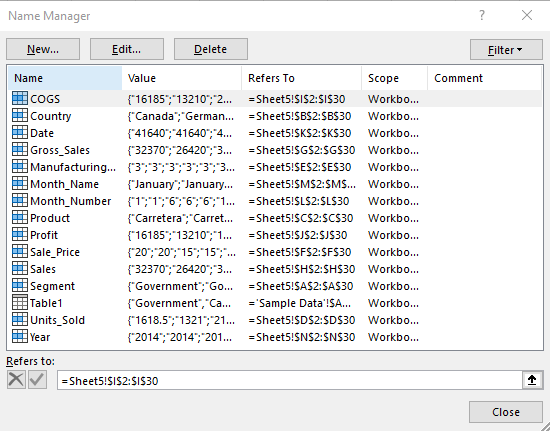 Name Manager ? ×
New... Edit... Delete Filter
Name Value Refers To Scope Comment
COGS {"16185";"13210";"2... =Sheet5!$I$2:$I$30 Workbo...
Country {"Canada";"German... =Sheet5!$B$2:$B$30 Workbo...
Date {"41640";"41640";"4... =Sheet5!$K$2:$K$30 Workbo...
Gross_Sales {"32370";"26420";"3... =Sheet5!$G$2:$G$30 Workbo...
Manufacturing... {"3";"3";"3";"3";"3";"3... =Sheet5!$E$2:$E$30 Workbo...
Month_Name {"January";"January... =Sheet5!$M$2:$M$... Workbo...
Month_Number {"1";"1";"6";"6";"6";"1... =Sheet5!$L$2:$L$30 Workbo...
Product {"Carretera";"Carret... =Sheet5!$C$2:$C$30 Workbo...
Profit {"16185";"13210";"1... =Sheet5!$J$2:$J$30 Workbo...
Sale_Price {"20";"20";"15";"15";"... =Sheet5!$F$2:$F$30 Workbo...
Sales {"32370";"26420";"3... =Sheet5!$H$2:$H$30 Workbo...
Segment {"Government";"Go... =Sheet5!$A$2:$A$30 Workbo...
Table1 {"Government","Ca... ='Sample Data'!$A... Workbo...
Units_Sold {"1618.5";"1321";"21... =Sheet5!$D$2:$D$30 Workbo...
Year {"2014";"2014";"201... =Sheet5!$N$2:$N$30 Workbo...
Refers to:
=Sheet5!$I$2:$I$30
Close